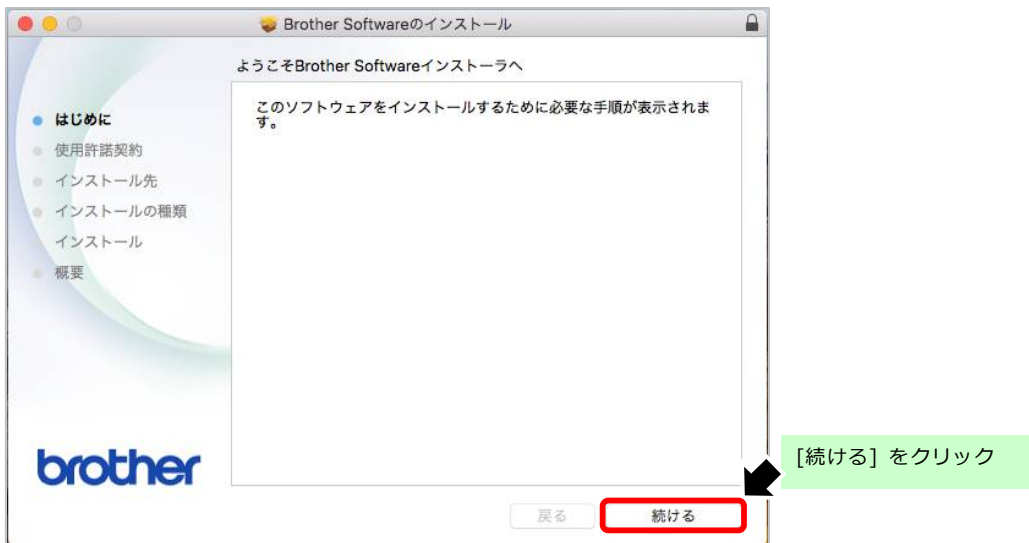 Brother Softwareのインストール
ようこそBrother Softwareインストーラへ
このソフトウェアをインストールするために必要な手順が表示されま
す。
はじめに
使用許諾契約
インストール先
インストールの種類
インストール
概要
brother
[続ける] をクリック
戻る
続ける